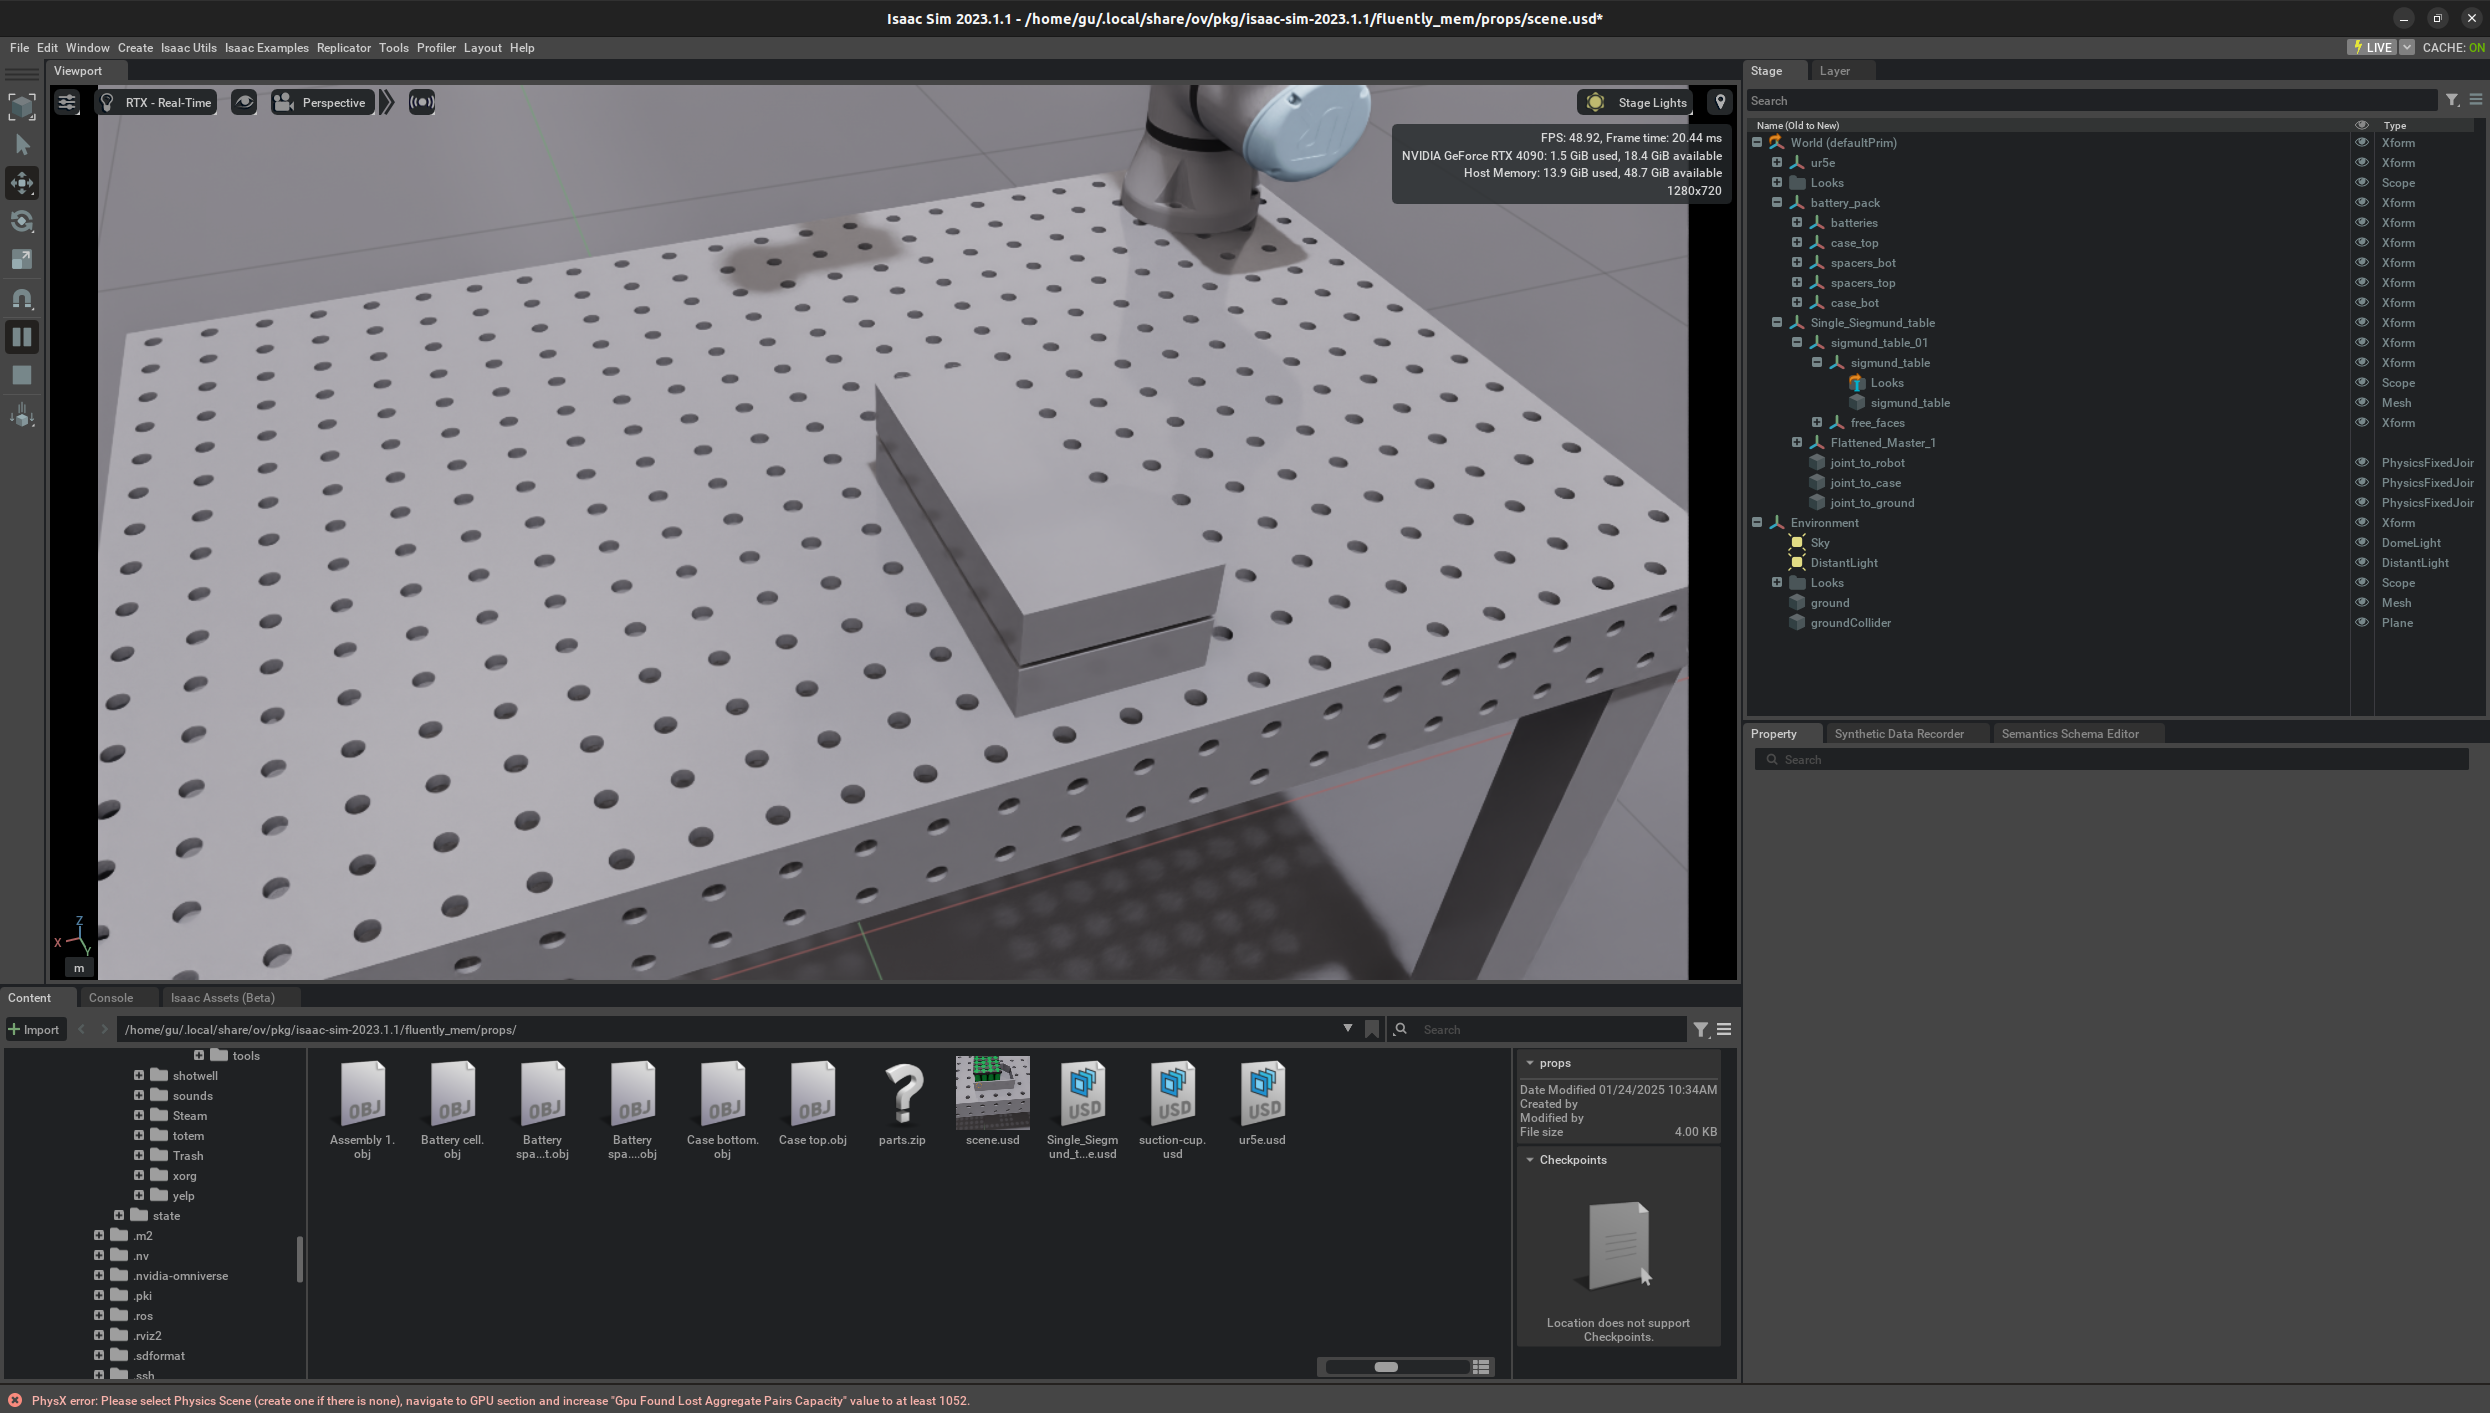 Isaac Sim 2023.1.1 - /home/gu/.local/share/ov/pkg/isaac-sim-2023.1.1/fluently_mem/props/scene.usd*
File Edit Window Create Isaac Utils Isaac Examples Replicator Tools Profiler Layout Help
LIVE CACHE: ON
Viewport
RTX - Real-Time
Perspective
Stage Lights
FPS: 48.92, Frame time: 20.44 ms
NVIDIA GeForce RTX 4090: 1.5 GiB used, 18.4 GiB available
Host Memory: 13.9 GiB used, 48.7 GiB available
1280x720
Z
X
Y
m
Stage Layer
Search
Name (Old to New) Type
World (defaultPrim) Xform
ur5e Xform
Looks Scope
battery_pack Xform
batteries Xform
case_top Xform
spacers_bot Xform
spacers_top Xform
case_bot Xform
Single_Siegmund_table Xform
sigmund_table_01 Xform
sigmund_table Xform
Looks Scope
sigmund_table Mesh
free_faces Xform
Flattened_Master_1
joint_to_robot PhysicsFixedJoir
joint_to_case PhysicsFixedJoir
joint_to_ground PhysicsFixedJoir
Environment Xform
Sky DomeLight
DistantLight DistantLight
Looks Scope
ground Mesh
groundCollider Plane
Property Synthetic Data Recorder Semantics Schema Editor
Search
Content Console Isaac Assets (Beta)
Import
/home/gu/.local/share/ov/pkg/isaac-sim-2023.1.1/fluently_mem/props/
Search
tools
shotwell
sounds
Steam
totem
Trash
xorg
yelp
state
.m2
.nv
.nvidia-omniverse
.pki
.ros
.rviz2
.sdformat
.ssh
OBJ OBJ OBJ OBJ OBJ OBJ USD USD USD
Assembly 1.
obj
Battery cell.
obj
Battery
spa...t.obj
Battery
spa....obj
Case bottom.
obj
Case top.obj
parts.zip
scene.usd
Single_Siegm
und_t...e.usd
suction-cup.
usd
ur5e.usd
props
Date Modified 01/24/2025 10:34AM
Created by
Modified by
File size 4.00 KB
Checkpoints
Location does not support
Checkpoints.
PhysX error: Please select Physics Scene (create one if there is none), navigate to GPU section and increase "Gpu Found Lost Aggregate Pairs Capacity" value to at least 1052.